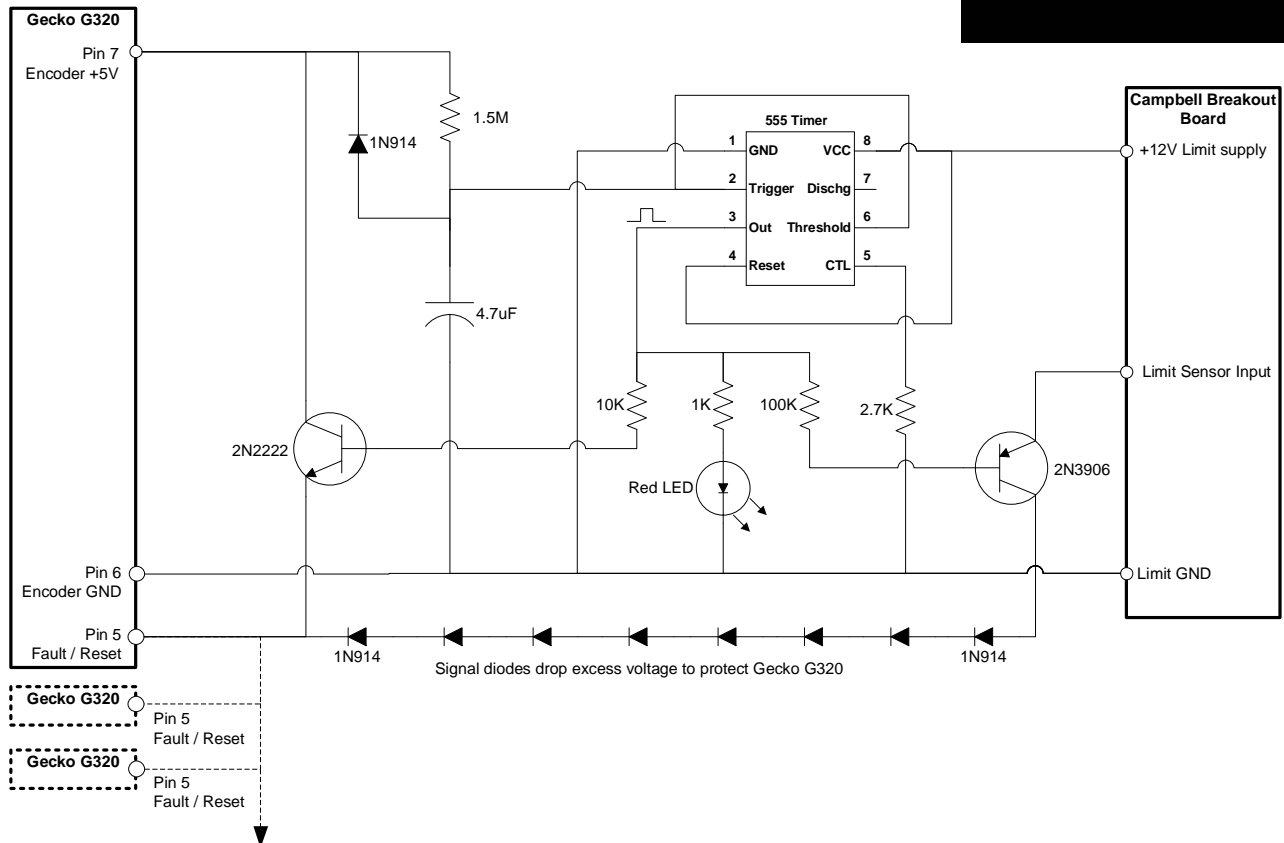 Gecko G320
Pin 7
Encoder +5V
1.5M
1N914
4.7uF
555 Timer
1
GND
VCC
8
2
Trigger
Dischg
7
3
Out
Threshold
6
4
Reset
CTL
5
Campbell Breakout
Board
+12V Limit supply
Limit Sensor Input
Limit GND
10K
1K
100K
2.7K
2N2222
Red LED
2N3906
Pin 6
Encoder GND
Pin 5
Fault / Reset
1N914
1N914
Signal diodes drop excess voltage to protect Gecko G320
Gecko G320
Pin 5
Fault / Reset
Gecko G320
Pin 5
Fault / Reset